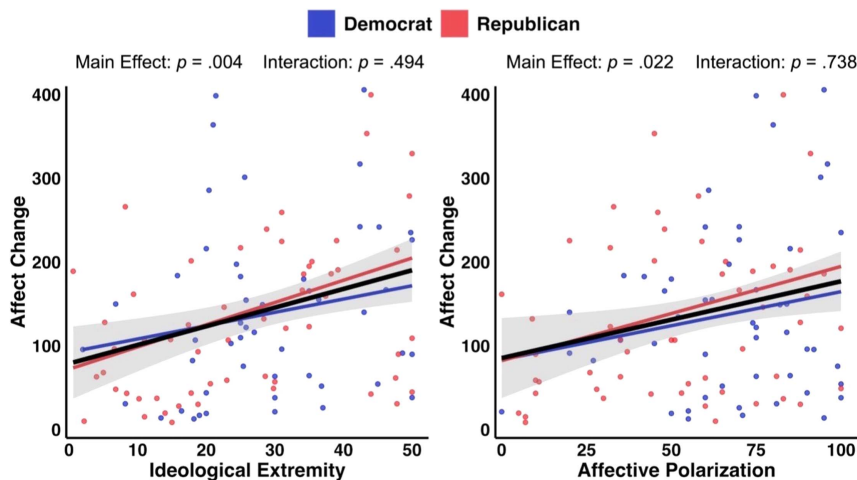 Democrat Republican
Main Effect: p = .004 Interaction: p = .494
Affect Change
400
300
200
100
0
0 10 20 30 40 50
Ideological Extremity
Main Effect: p = .022 Interaction: p = .738
Affect Change
400
300
200
100
0
0 25 50 75 100
Affective Polarization